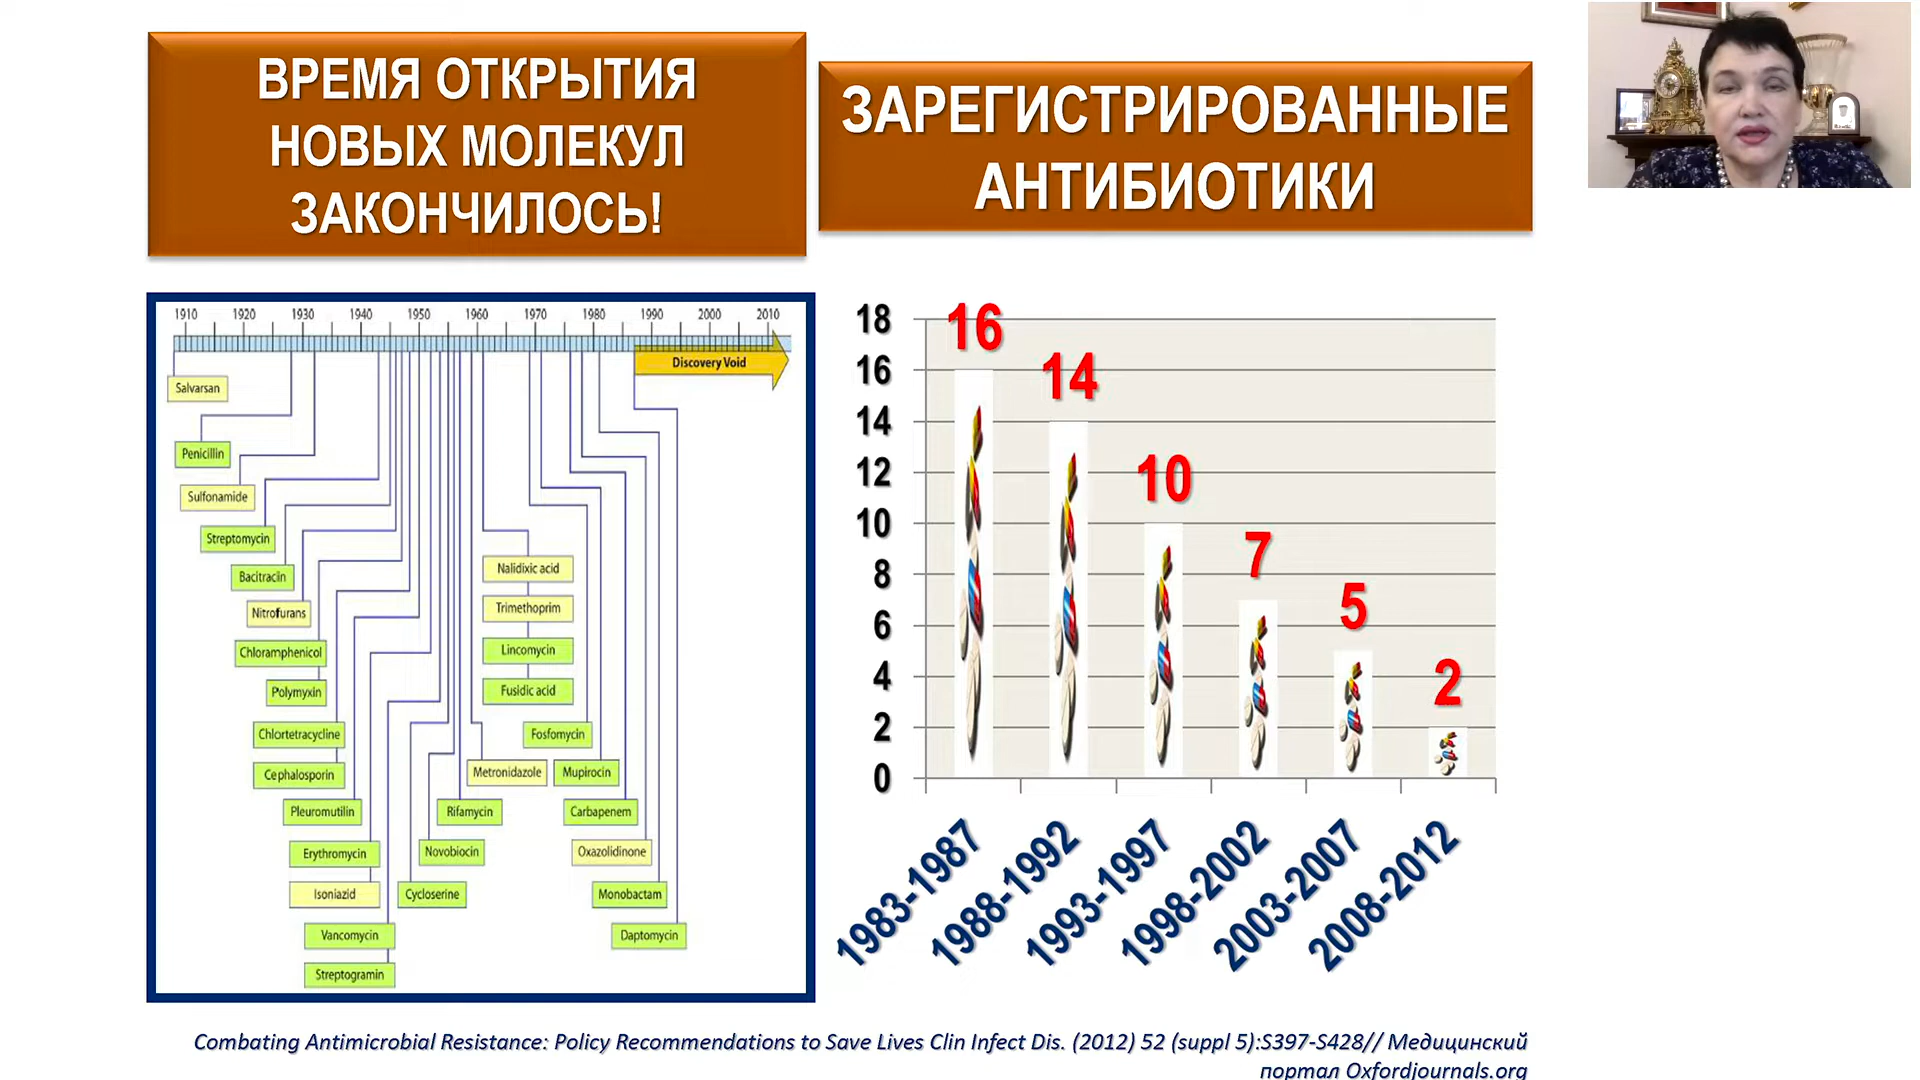 ВРЕМЯ ОТКРЫТИЯ
НОВЫХ МОЛЕКУЛ
ЗАКОНЧИЛОСЬ!
ЗАРЕГИСТРИРОВАННЫЕ
АНТИБИОТИКИ
1910 1920 1930 1940 1950 1960 1970 1980 1990 2000 2010
Discovery Void
Salvarsan
Penicillin
Sulfonamide
Streptomycin
Bacitracin
Nitrofurans
Chloramphenicol
Polymyxin
Chlortetracycline
Cephalosporin
Pleuromutilin
Erythromycin
Isoniazid
Vancomycin
Streptogramin
Nalidixic acid
Trimethoprim
Lincomycin
Fusidic acid
Fosfomycin
Metronidazole
Mupirocin
Rifamycin
Carbapenem
Novobiocin
Oxazolidinone
Cycloserine
Monobactam
Daptomycin
18
16
14
12
10
8
6
4
2
0
16
14
10
7
5
2
1983-1987
1988-1992
1993-1997
1998-2002
2003-2007
2008-2012
Combating Antimicrobial Resistance: Policy Recommendations to Save Lives Clin Infect Dis. (2012) 52 (suppl 5):S397-S428// Медицинский
портал Oxfordjournals.org